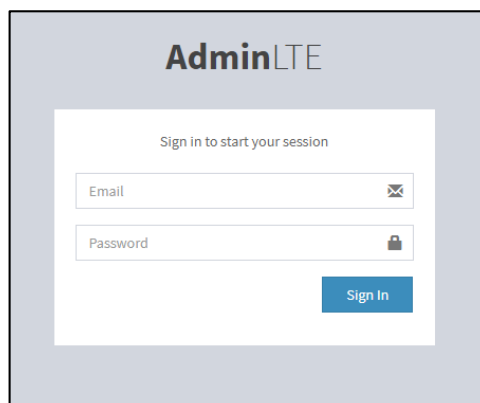 AdminLTE
Sign in to start your session
Email
Password
Sign In